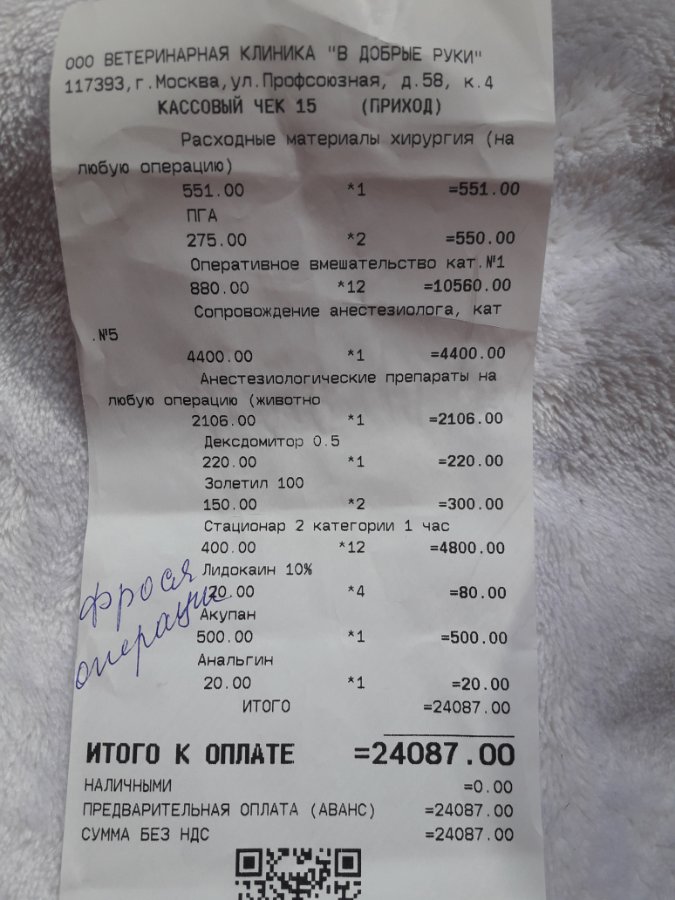 ООО ВЕТЕРИНАРНАЯ КЛИНИКА "В ДОБРЫЕ РУКИ"
117393,г.Москва,ул.Профсоюзная, д.58, к.4
КАССОВЫЙ ЧЕК 15 (ПРИХОД)
Расходные материалы хирургия (на
любую операцию)
551.00 *1 =551.00
ПГА
275.00 *2 =550.00
Оперативное вмешательство кат.№1
880.00 *12 =10560.00
Сопровождение анестезиолога, кат
.№5
4400.00 *1 =4400.00
Анестезиологические препараты на
любую операцию (животно
2106.00 *1 =2106.00
Дексдомитор 0.5
220.00 *1 =220.00
Золетил 100
150.00 *2 =300.00
Стационар 2 категории 1 час
400.00 *12 =4800.00
Лидокаин 10%
20.00 *4 =80.00
Акупан
500.00 *1 =500.00
Анальгин
20.00 *1 =20.00
ИТОГО =24087.00
фрося
операция
ИТОГО К ОПЛАТЕ =24087.00
НАЛИЧНЫМИ =0.00
ПРЕДВАРИТЕЛЬНАЯ ОПЛАТА (АВАНС) =24087.00
СУММА БЕЗ НДС =24087.00